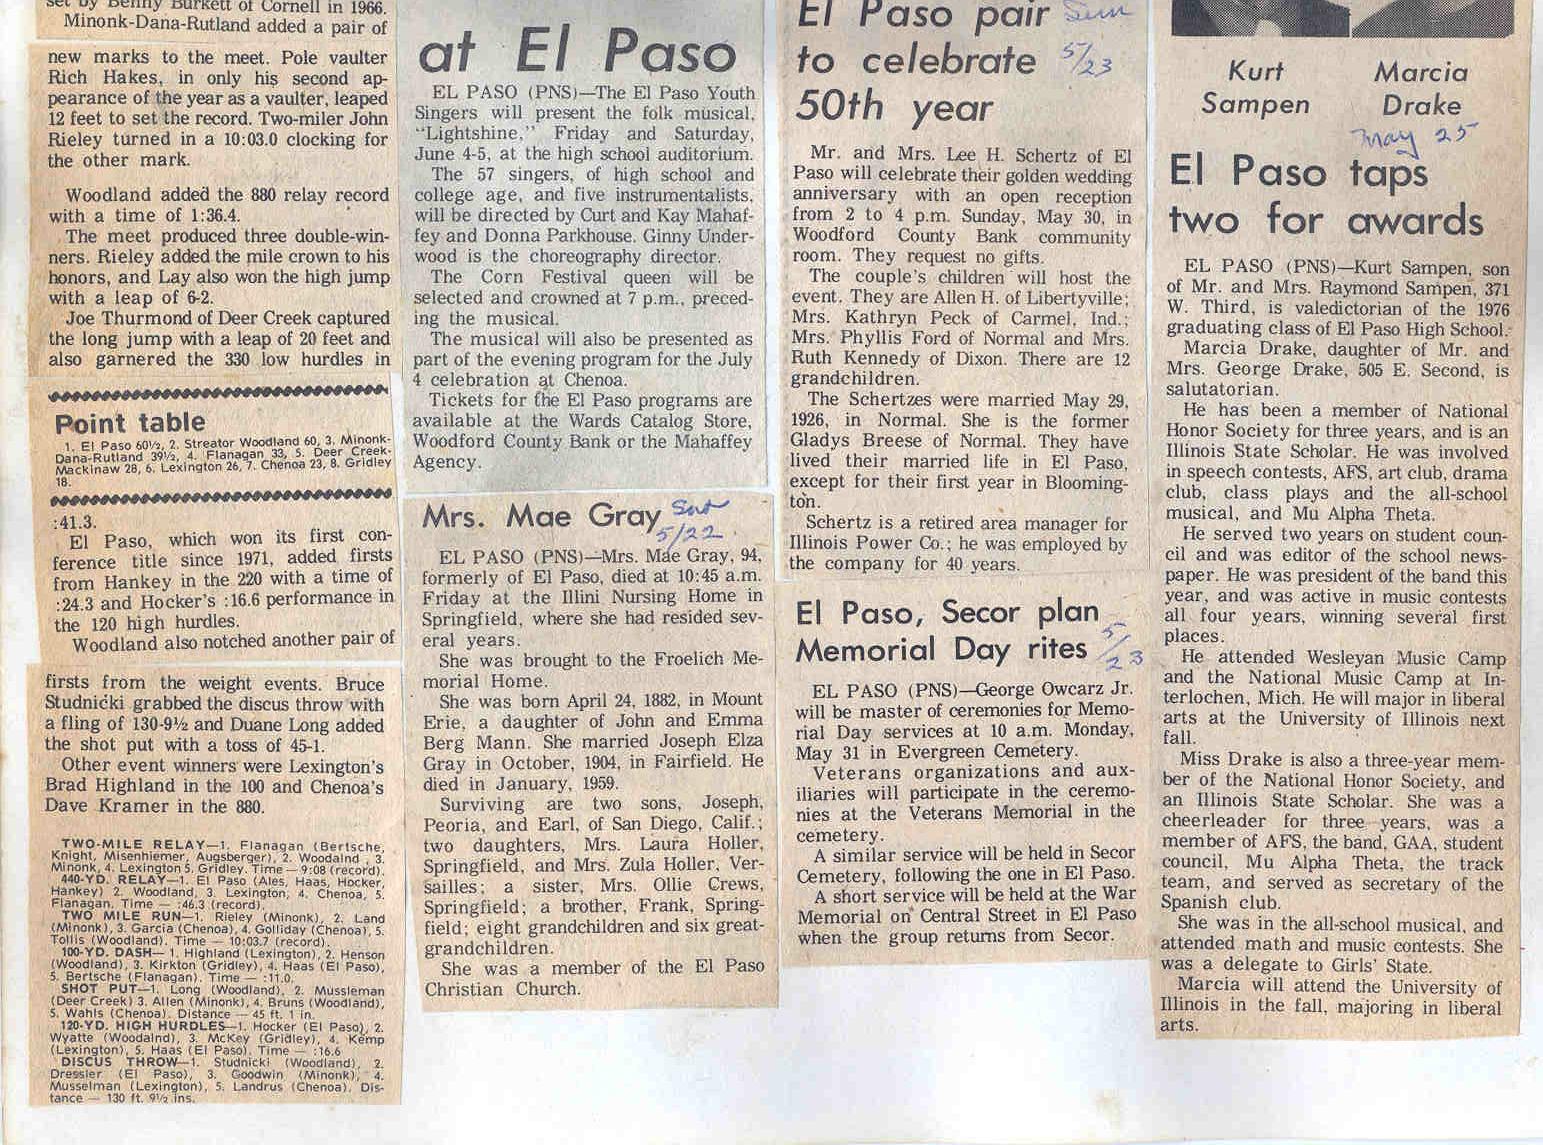 set by Benny Burkett of Cornell in 1966.
Minonk-Dana-Rutland added a pair of
new marks to the meet. Pole vaulter
Rich Hakes, in only his second ap-
pearance of the year as a vaulter, leaped
12 feet to set the record. Two-miler John
Rieley turned in a 10:03.0 clocking for
the other mark.
Woodland added the 880 relay record
with a time of 1:36.4.
The meet produced three double-win-
ners. Rieley added the mile crown to his
honors, and Lay also won the high jump
with a leap of 6-2.
Joe Thurmond of Deer Creek captured
the long jump with a leap of 20 feet and
also garnered the 330 low hurdles in
Point table
1. El Paso 60½, 2. Streator Woodland 60, 3. Minonk-
Dana-Rutland 39½, 4. Flanagan 33, 5. Deer Creek-
Mackinaw 28, 6. Lexington 26, 7. Chenoa 23, 8. Gridley
18.
:41.3.
El Paso, which won its first con-
ference title since 1971, added firsts
from Hankey in the 220 with a time of
:24.3 and Hocker's :16.6 performance in
the 120 high hurdles.
Woodland also notched another pair of
firsts from the weight events. Bruce
Studnicki grabbed the discus throw with
a fling of 130-9½ and Duane Long added
the shot put with a toss of 45-1.
Other event winners were Lexington's
Brad Highland in the 100 and Chenoa's
Dave Kramer in the 880.
TWO-MILE RELAY—1. Flanagan (Bertsche,
Knight, Misenhiemer, Augsberger), 2. Woodalnd , 3.
Minonk, 4. Lexington 5. Gridley. Time — 9:08 (record).
440-YD. RELAY—1. El Paso (Ales, Haas, Hocker,
Hankey) 2. Woodland, 3. Lexington, 4. Chenoa, 5.
Flanagan. Time — :46.3 (record).
TWO MILE RUN—1. Rieley (Minonk), 2. Land
(Minonk), 3. Garcia (Chenoa), 4. Golliday (Chenoa), 5.
Tollis (Woodland). Time — 10:03.7 (record).
100-YD. DASH— 1. Highland (Lexington), 2. Henson
(Woodland), 3. Kirkton (Gridley), 4. Haas (El Paso),
5. Bertsche (Flanagan). Time — :11.0.
SHOT PUT—1. Long (Woodland), 2. Mussleman
(Deer Creek) 3. Allen (Minonk), 4. Bruns (Woodland),
5. Wahls (Chenoa). Distance — 45 ft. 1 in.
120-YD. HIGH HURDLES—1. Hocker (El Paso), 2.
Wyatte (Woodalnd), 3. McKey (Gridley), 4. Kemp
(Lexington), 5. Haas (El Paso). Time — :16.6
DISCUS THROW—1. Studnicki (Woodland), 2.
Dressler (El Paso), 3. Goodwin (Minonk), 4.
Musselman (Lexington), 5. Landrus (Chenoa). Dis-
tance — 130 ft. 9½ ins.
at El Paso
EL PASO (PNS)—The El Paso Youth
Singers will present the folk musical,
"Lightshine," Friday and Saturday,
June 4-5, at the high school auditorium.
The 57 singers, of high school and
college age, and five instrumentalists,
will be directed by Curt and Kay Mahaf-
fey and Donna Parkhouse. Ginny Under-
wood is the choreography director.
The Corn Festival queen will be
selected and crowned at 7 p.m., preced-
ing the musical.
The musical will also be presented as
part of the evening program for the July
4 celebration at Chenoa.
Tickets for the El Paso programs are
available at the Wards Catalog Store,
Woodford County Bank or the Mahaffey
Agency.
Mrs. Mae Gray Sat
5/22
EL PASO (PNS)—Mrs. Mae Gray, 94,
formerly of El Paso, died at 10:45 a.m.
Friday at the Illini Nursing Home in
Springfield, where she had resided sev-
eral years.
She was brought to the Froelich Me-
morial Home.
She was born April 24, 1882, in Mount
Erie, a daughter of John and Emma
Berg Mann. She married Joseph Elza
Gray in October, 1904, in Fairfield. He
died in January, 1959.
Surviving are two sons, Joseph,
Peoria, and Earl, of San Diego, Calif.;
two daughters, Mrs. Laura Holler,
Springfield, and Mrs. Zula Holler, Ver-
sailles; a sister, Mrs. Ollie Crews,
Springfield; a brother, Frank, Spring-
field; eight grandchildren and six great-
grandchildren.
She was a member of the El Paso
Christian Church.
El Paso pair Sun
to celebrate 5/23
50th year
Mr. and Mrs. Lee H. Schertz of El
Paso will celebrate their golden wedding
anniversary with an open reception
from 2 to 4 p.m. Sunday, May 30, in
Woodford County Bank community
room. They request no gifts.
The couple's children will host the
event. They are Allen H. of Libertyville;
Mrs. Kathryn Peck of Carmel, Ind.;
Mrs. Phyllis Ford of Normal and Mrs.
Ruth Kennedy of Dixon. There are 12
grandchildren.
The Schertzes were married May 29,
1926, in Normal. She is the former
Gladys Breese of Normal. They have
lived their married life in El Paso,
except for their first year in Blooming-
ton.
Schertz is a retired area manager for
Illinois Power Co.; he was employed by
the company for 40 years.
El Paso, Secor plan
Memorial Day rites 5/23
EL PASO (PNS)—George Owcarz Jr.
will be master of ceremonies for Memo-
rial Day services at 10 a.m. Monday,
May 31 in Evergreen Cemetery.
Veterans organizations and aux-
iliaries will participate in the ceremo-
nies at the Veterans Memorial in the
cemetery.
A similar service will be held in Secor
Cemetery, following the one in El Paso.
A short service will be held at the War
Memorial on Central Street in El Paso
when the group returns from Secor.
Kurt Sampen
Marcia Drake
May 25
El Paso taps
two for awards
EL PASO (PNS)—Kurt Sampen, son
of Mr. and Mrs. Raymond Sampen, 371
W. Third, is valedictorian of the 1976
graduating class of El Paso High School.
Marcia Drake, daughter of Mr. and
Mrs. George Drake, 505 E. Second, is
salutatorian.
He has been a member of National
Honor Society for three years, and is an
Illinois State Scholar. He was involved
in speech contests, AFS, art club, drama
club, class plays and the all-school
musical, and Mu Alpha Theta.
He served two years on student coun-
cil and was editor of the school news-
paper. He was president of the band this
year, and was active in music contests
all four years, winning several first
places.
He attended Wesleyan Music Camp
and the National Music Camp at In-
terlochen, Mich. He will major in liberal
arts at the University of Illinois next
fall.
Miss Drake is also a three-year mem-
ber of the National Honor Society, and
an Illinois State Scholar. She was a
cheerleader for three years, was a
member of AFS, the band, GAA, student
council, Mu Alpha Theta, the track
team, and served as secretary of the
Spanish club.
She was in the all-school musical, and
attended math and music contests. She
was a delegate to Girls' State.
Marcia will attend the University of
Illinois in the fall, majoring in liberal
arts.